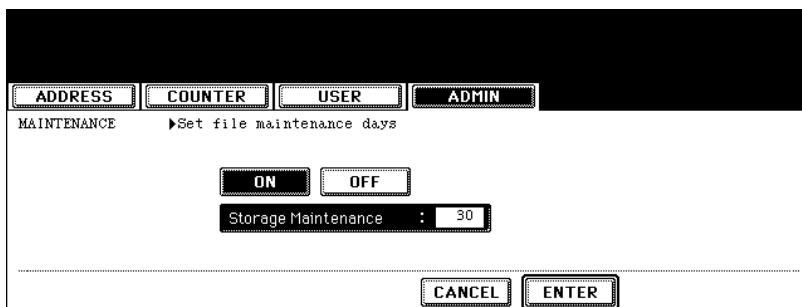 ADDRESS COUNTER USER ADMIN
MAINTENANCE ▶Set file maintenance days
ON OFF
Storage Maintenance : 30
CANCEL ENTER